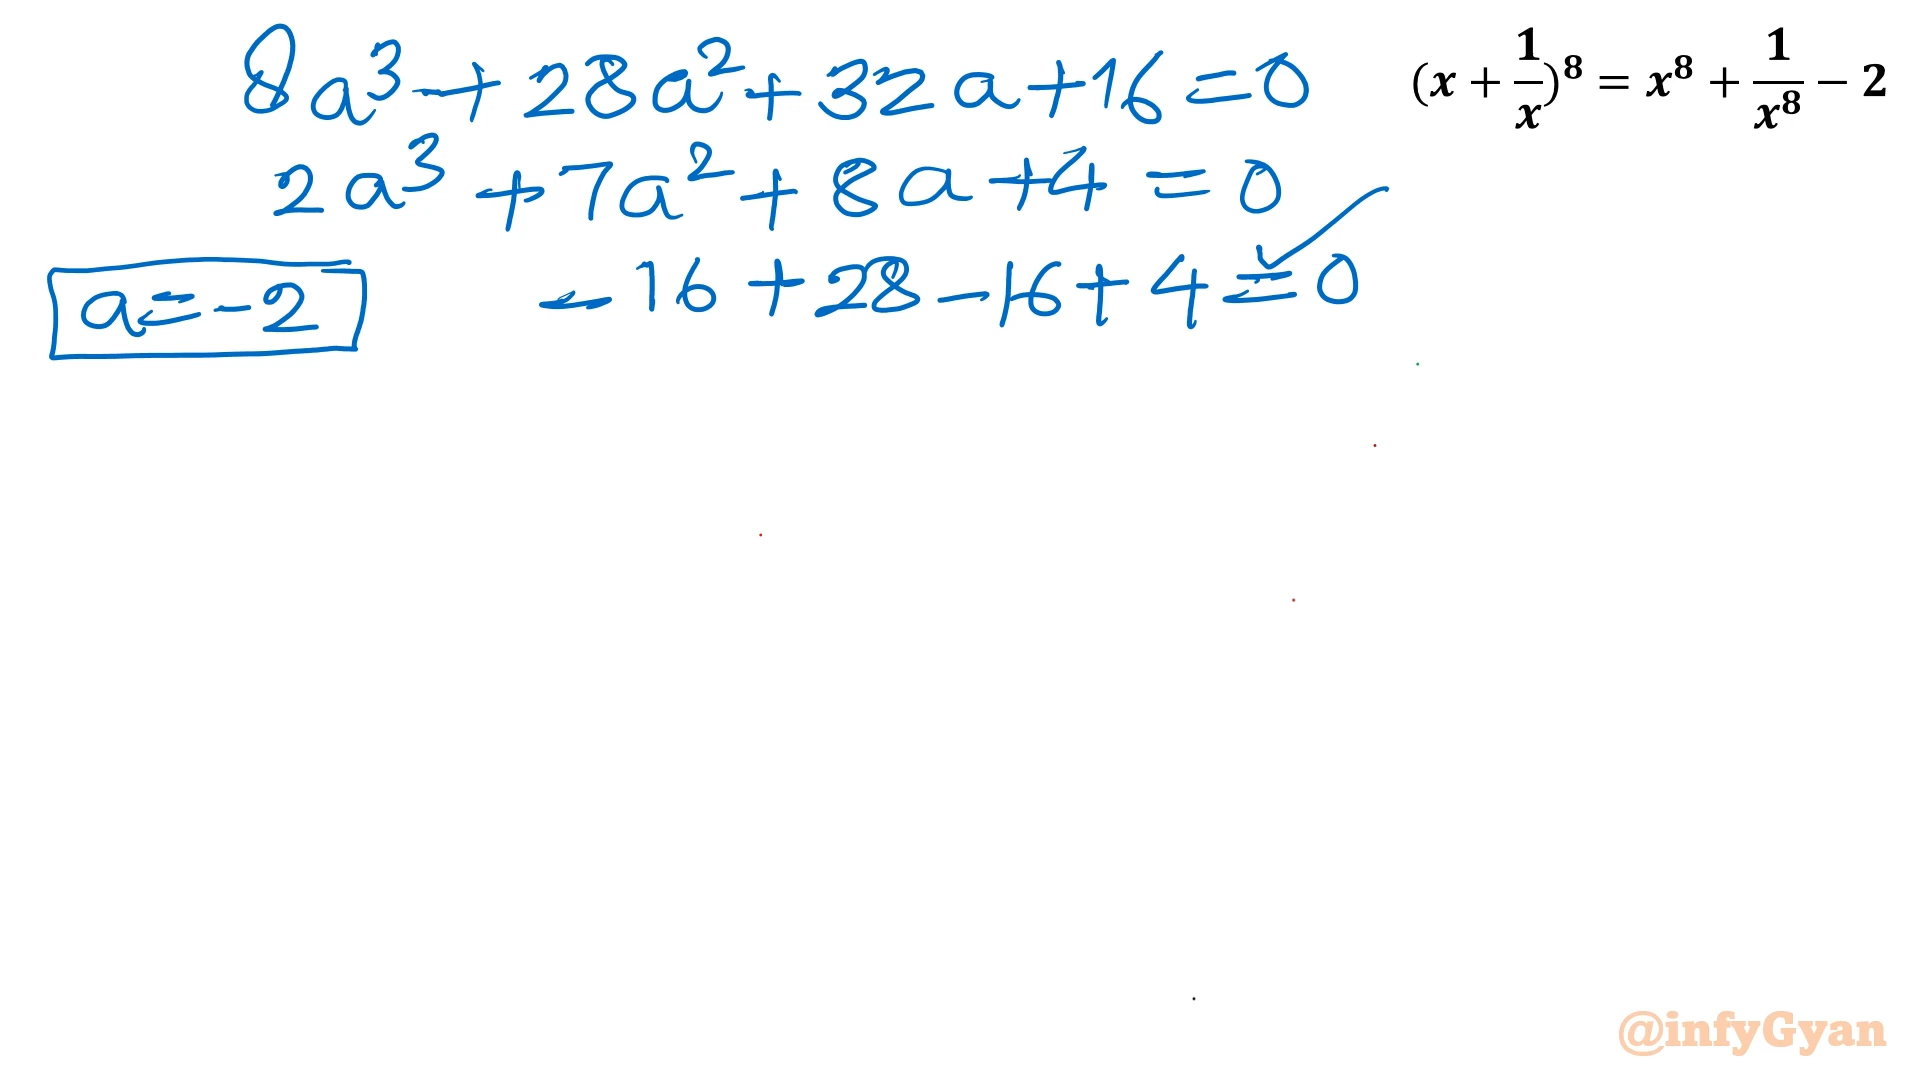 8a³ + 28a² + 32a + 16 = 0
(x + 1/x)⁸ = x⁸ + 1/x⁸ − 2
2a³ + 7a² + 8a + 4 = 0
a = -2
- 16 + 28 - 16 + 4 = 0
@infyGyan